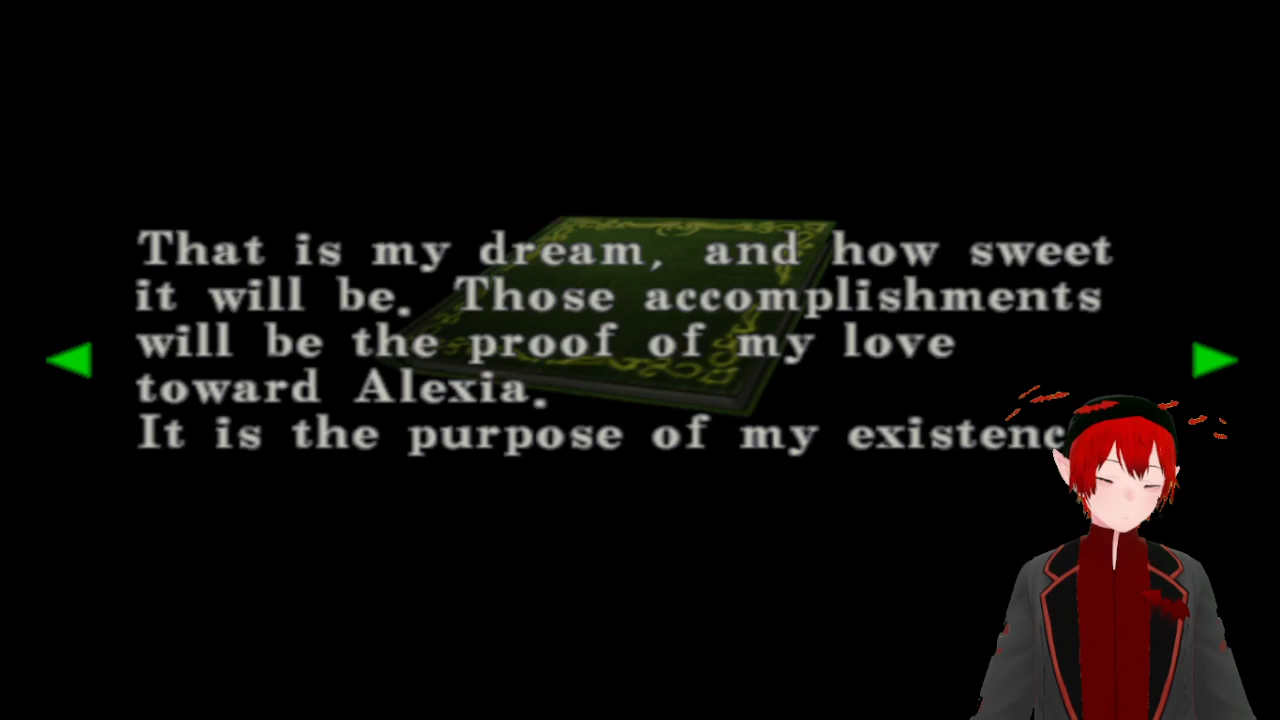 That is my dream, and how sweet
it will be. Those accomplishments
will be the proof of my love
toward Alexia.
It is the purpose of my existenc